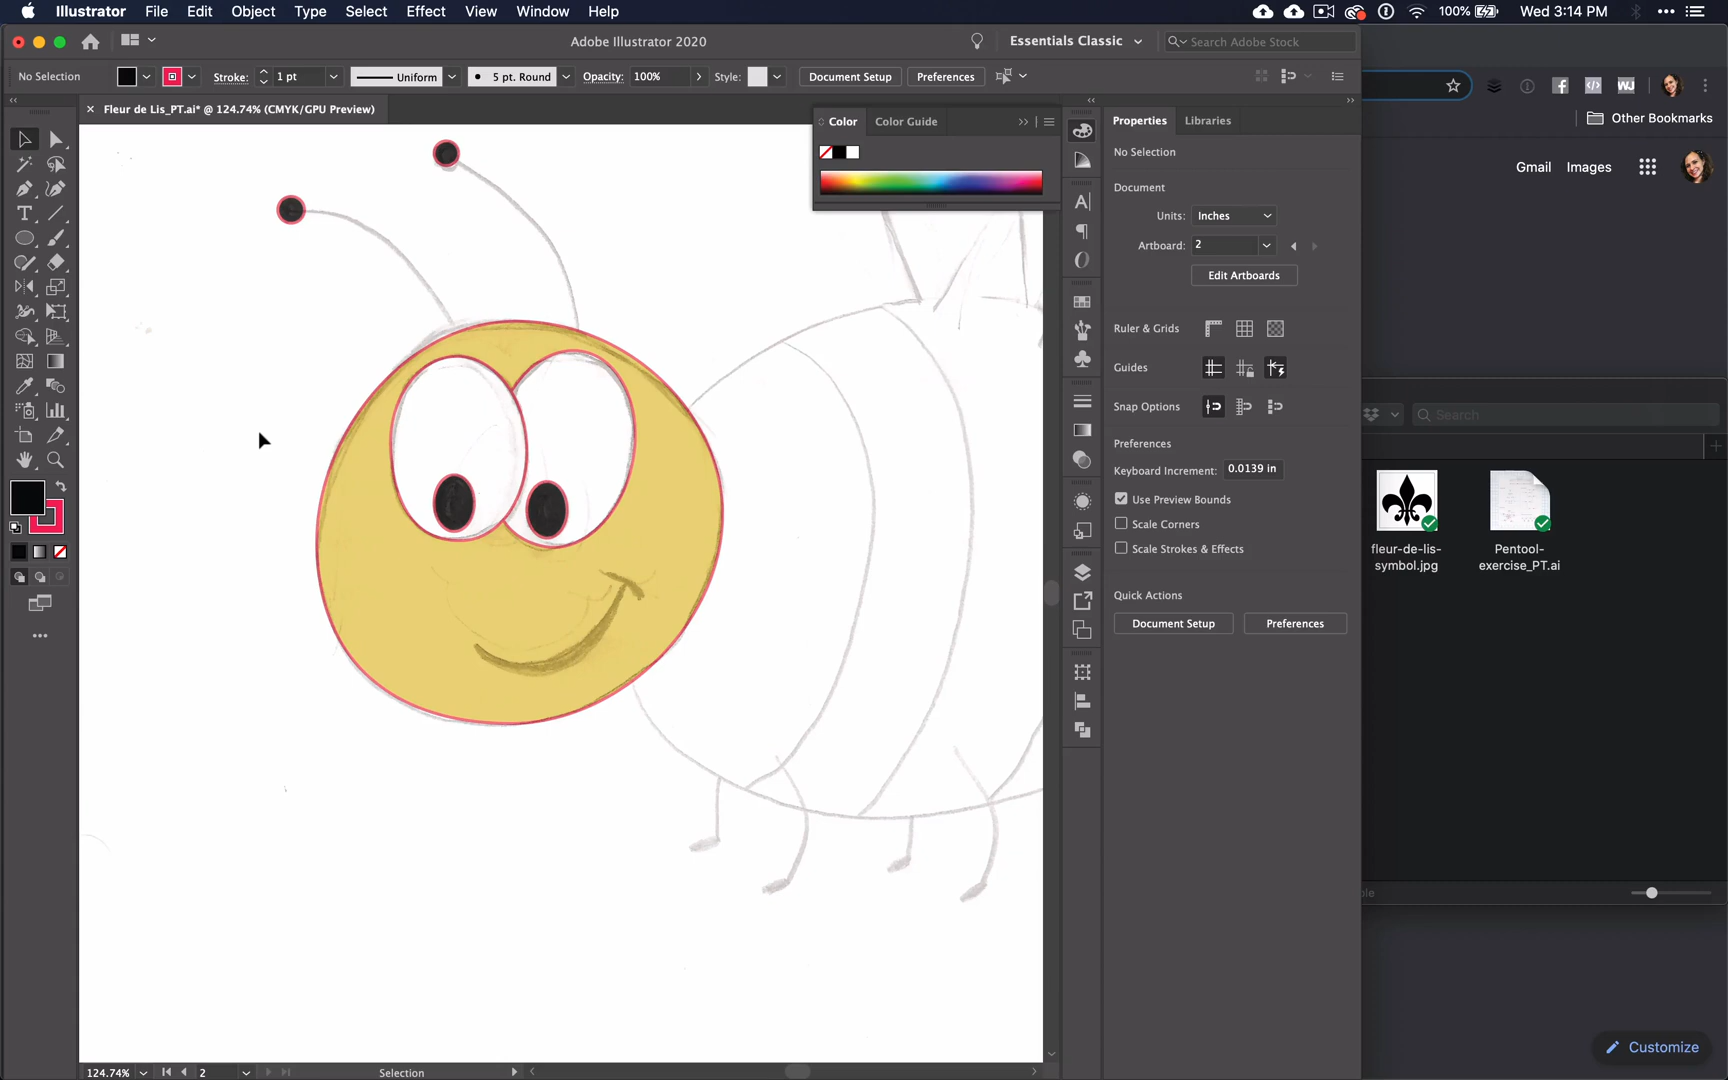 Illustrator File Edit Object Type Select Effect View Window Help 100% Wed 3:14 PM
Adobe Illustrator 2020 Essentials Classic Search Adobe Stock
No Selection Stroke: 1 pt Uniform 5 pt. Round Opacity: 100% Style: Document Setup Preferences
Fleur de Lis_PT.ai* @ 124.74% (CMYK/GPU Preview)
Color Color Guide
Properties Libraries
Other Bookmarks
No Selection
Gmail Images
Document
Units: Inches
Artboard: 2
Edit Artboards
Ruler & Grids
Guides
Snap Options
Search
Preferences
Keyboard Increment: 0.0139 in
Use Preview Bounds
Scale Corners
Scale Strokes & Effects
fleur-de-lis-
symbol.jpg
Pentool-
exercise_PT.ai
Quick Actions
Document Setup Preferences
Customize
124.74% 2 Selection